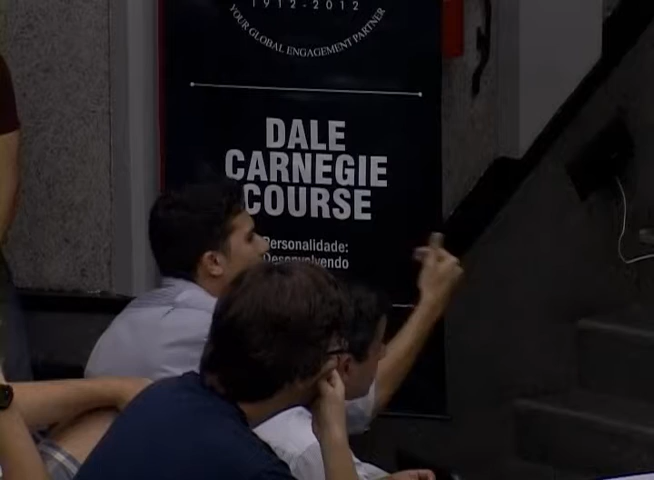 1912-2012
YOUR GLOBAL ENGAGEMENT PARTNER
DALE
CARNEGIE
COURSE
Personalidade:
Desenvolvendo